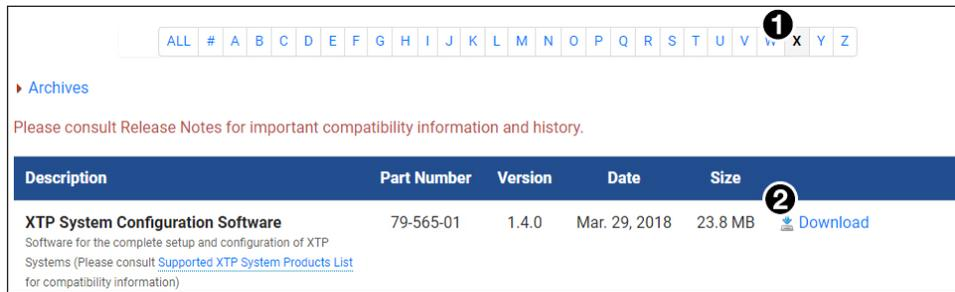 1
ALL # A B C D E F G H I J K L M N O P Q R S T U V W X Y Z
Archives
Please consult Release Notes for important compatibility information and history.
Description Part Number Version Date Size
2
XTP System Configuration Software 79-565-01 1.4.0 Mar. 29, 2018 23.8 MB Download
Software for the complete setup and configuration of XTP
Systems (Please consult Supported XTP System Products List
for compatibility information)